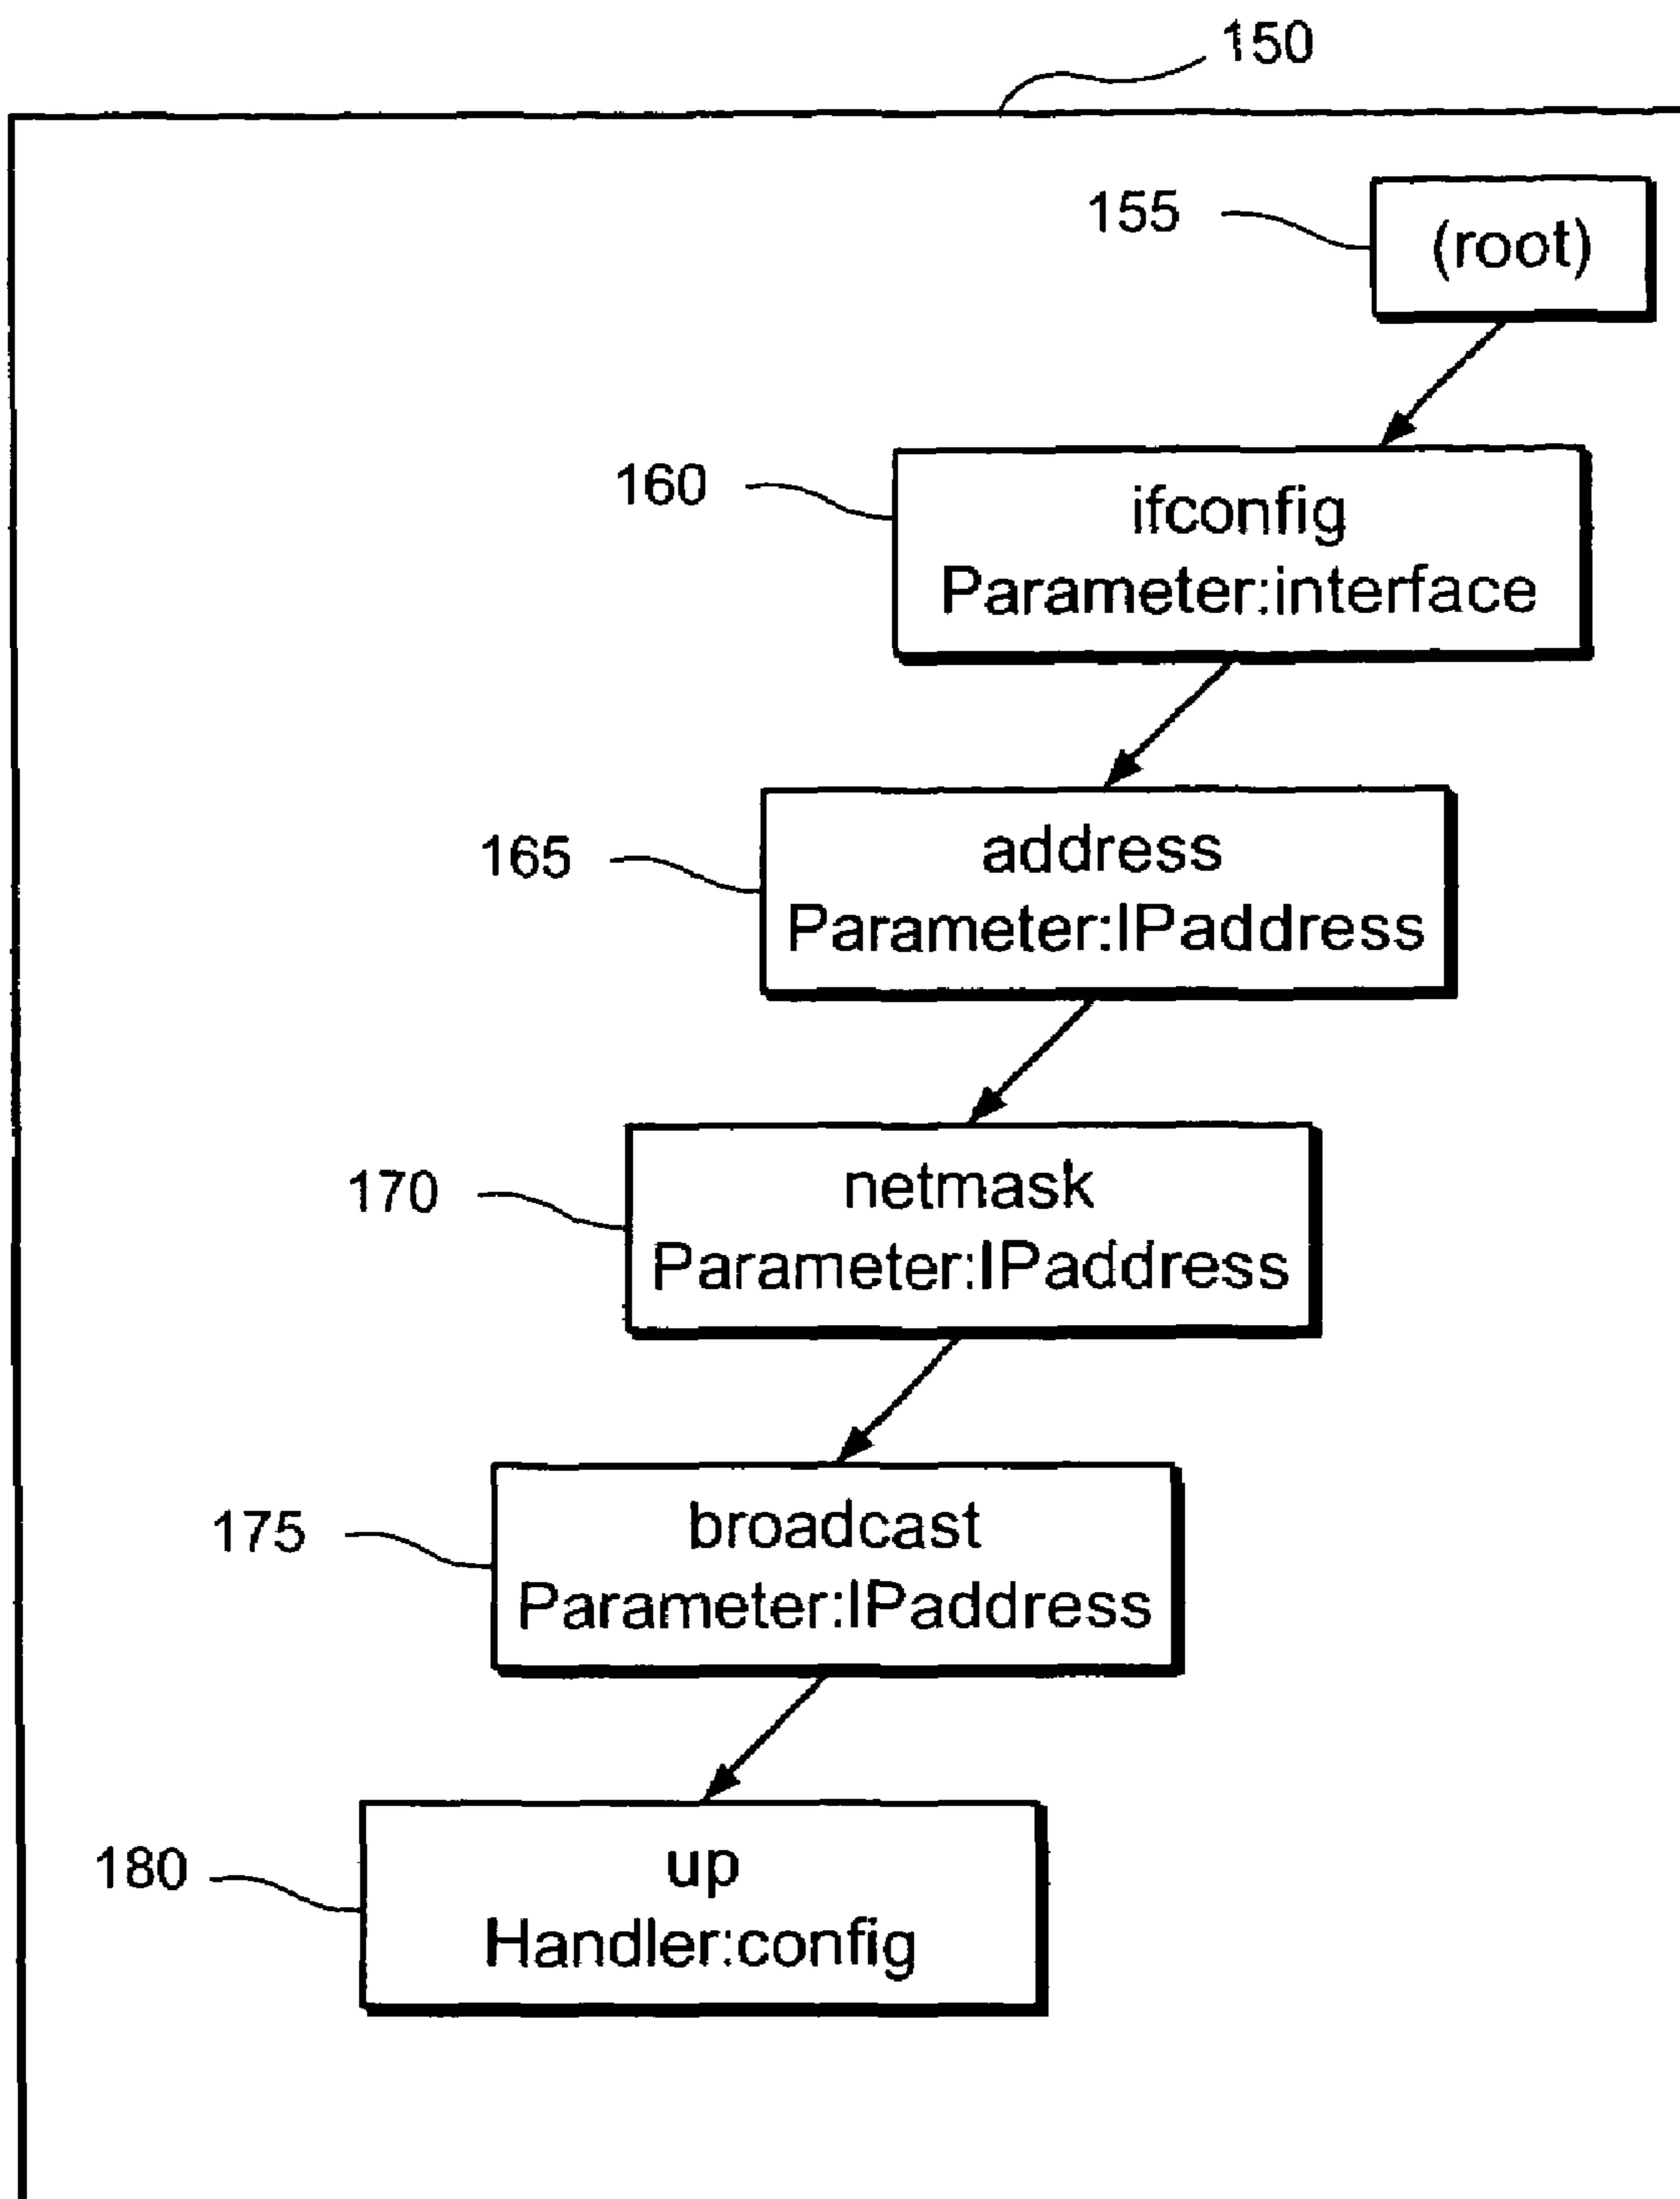 150
155
(root)
160
ifconfig
Parameter:interface
165
address
Parameter:IPaddress
170
netmask
Parameter:IPaddress
175
broadcast
Parameter:IPaddress
180
up
Handler:config